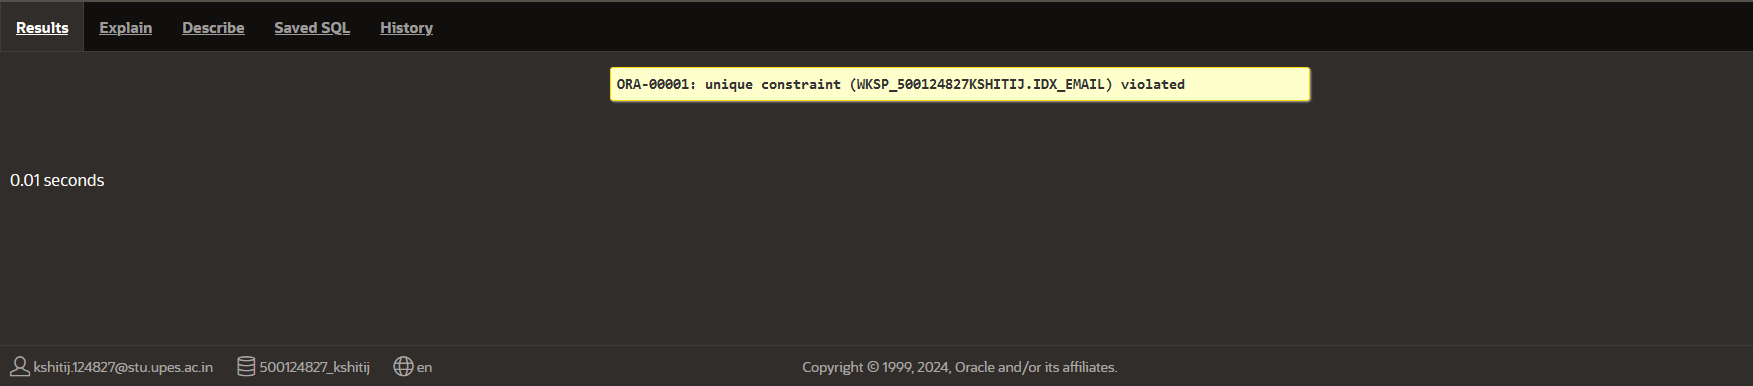 Results Explain Describe Saved SQL History
ORA-00001: unique constraint (WKSP_500124827KSHITIJ.IDX_EMAIL) violated
0.01 seconds
kshitij.124827@stu.upes.ac.in 500124827_kshitij en Copyright © 1999, 2024, Oracle and/or its affiliates.